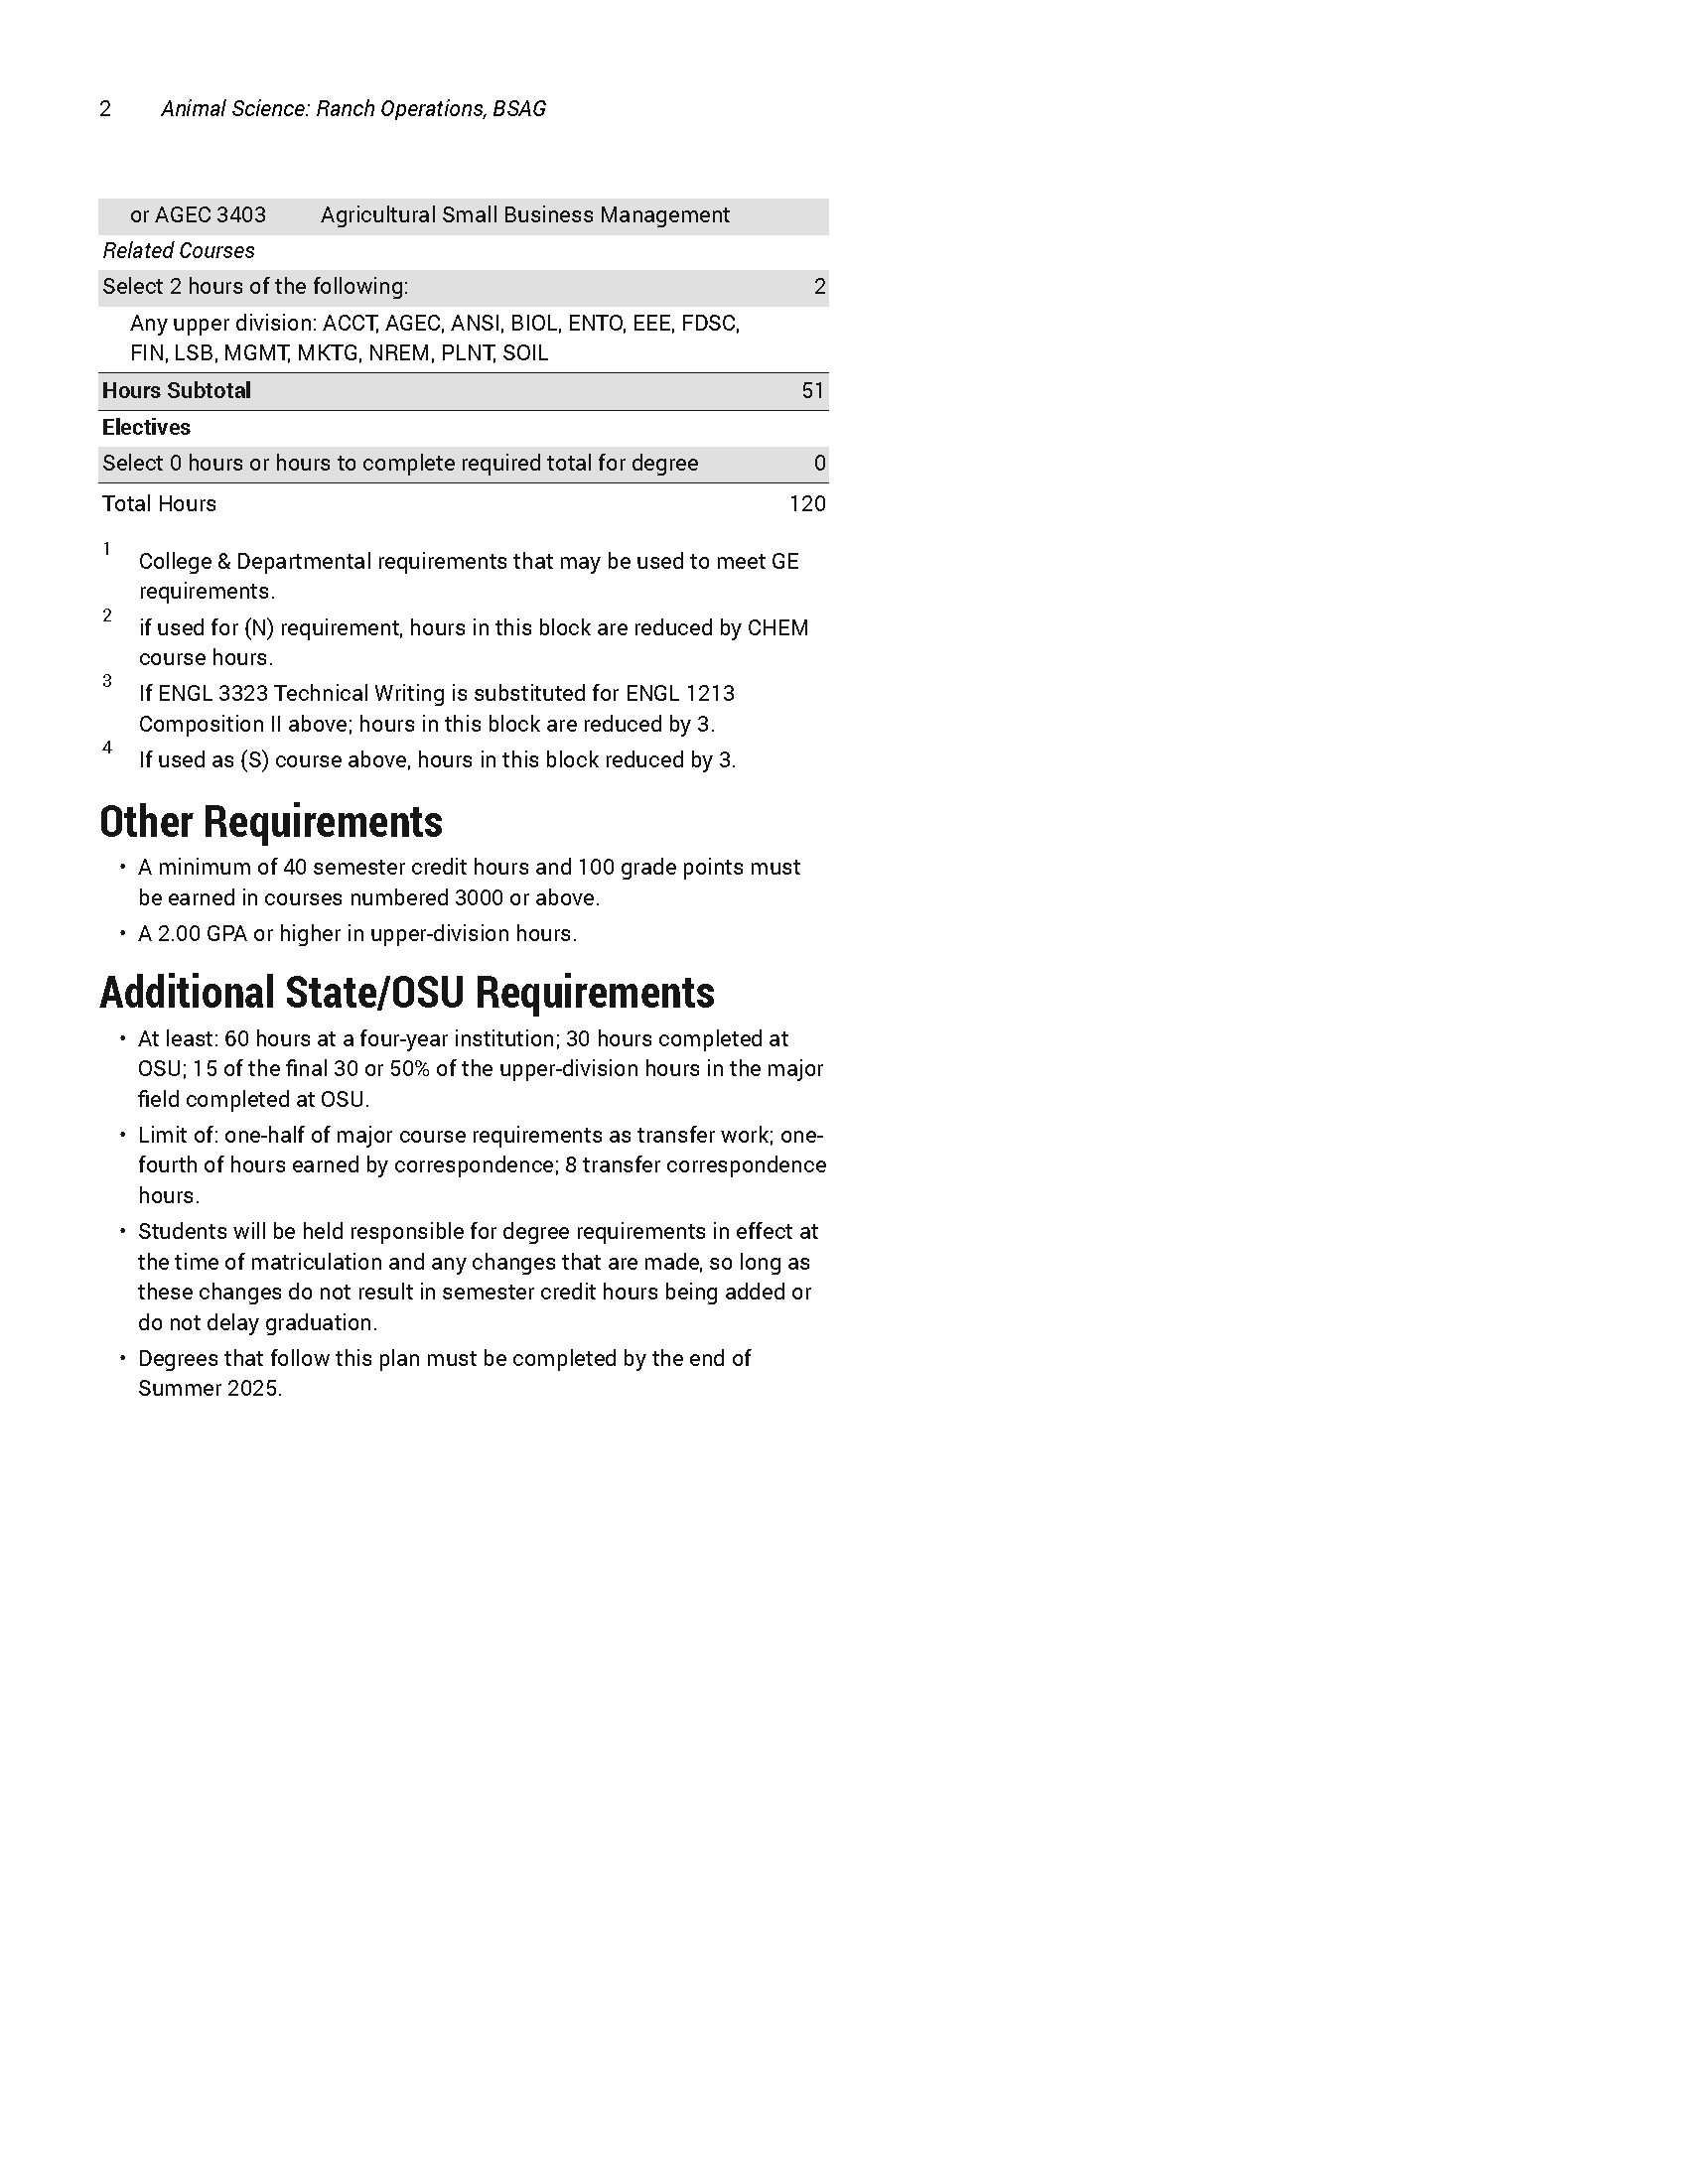 2 Animal Science: Ranch Operations, BSAG
or AGEC 3403 Agricultural Small Business Management
Related Courses
Select 2 hours of the following: 2
Any upper division: ACCT, AGEC, ANSI, BIOL, ENTO, EEE, FDSC,
FIN, LSB, MGMT, MKTG, NREM, PLNT, SOIL
Hours Subtotal 51
Electives
Select 0 hours or hours to complete required total for degree 0
Total Hours 120
1 College & Departmental requirements that may be used to meet GE
requirements.
2 if used for (N) requirement, hours in this block are reduced by CHEM
course hours.
3 If ENGL 3323 Technical Writing is substituted for ENGL 1213
Composition II above; hours in this block are reduced by 3.
4 If used as (S) course above, hours in this block reduced by 3.
Other Requirements
• A minimum of 40 semester credit hours and 100 grade points must
be earned in courses numbered 3000 or above.
• A 2.00 GPA or higher in upper-division hours.
Additional State/OSU Requirements
• At least: 60 hours at a four-year institution; 30 hours completed at
OSU; 15 of the final 30 or 50% of the upper-division hours in the major
field completed at OSU.
• Limit of: one-half of major course requirements as transfer work; one-
fourth of hours earned by correspondence; 8 transfer correspondence
hours.
• Students will be held responsible for degree requirements in effect at
the time of matriculation and any changes that are made, so long as
these changes do not result in semester credit hours being added or
do not delay graduation.
• Degrees that follow this plan must be completed by the end of
Summer 2025.